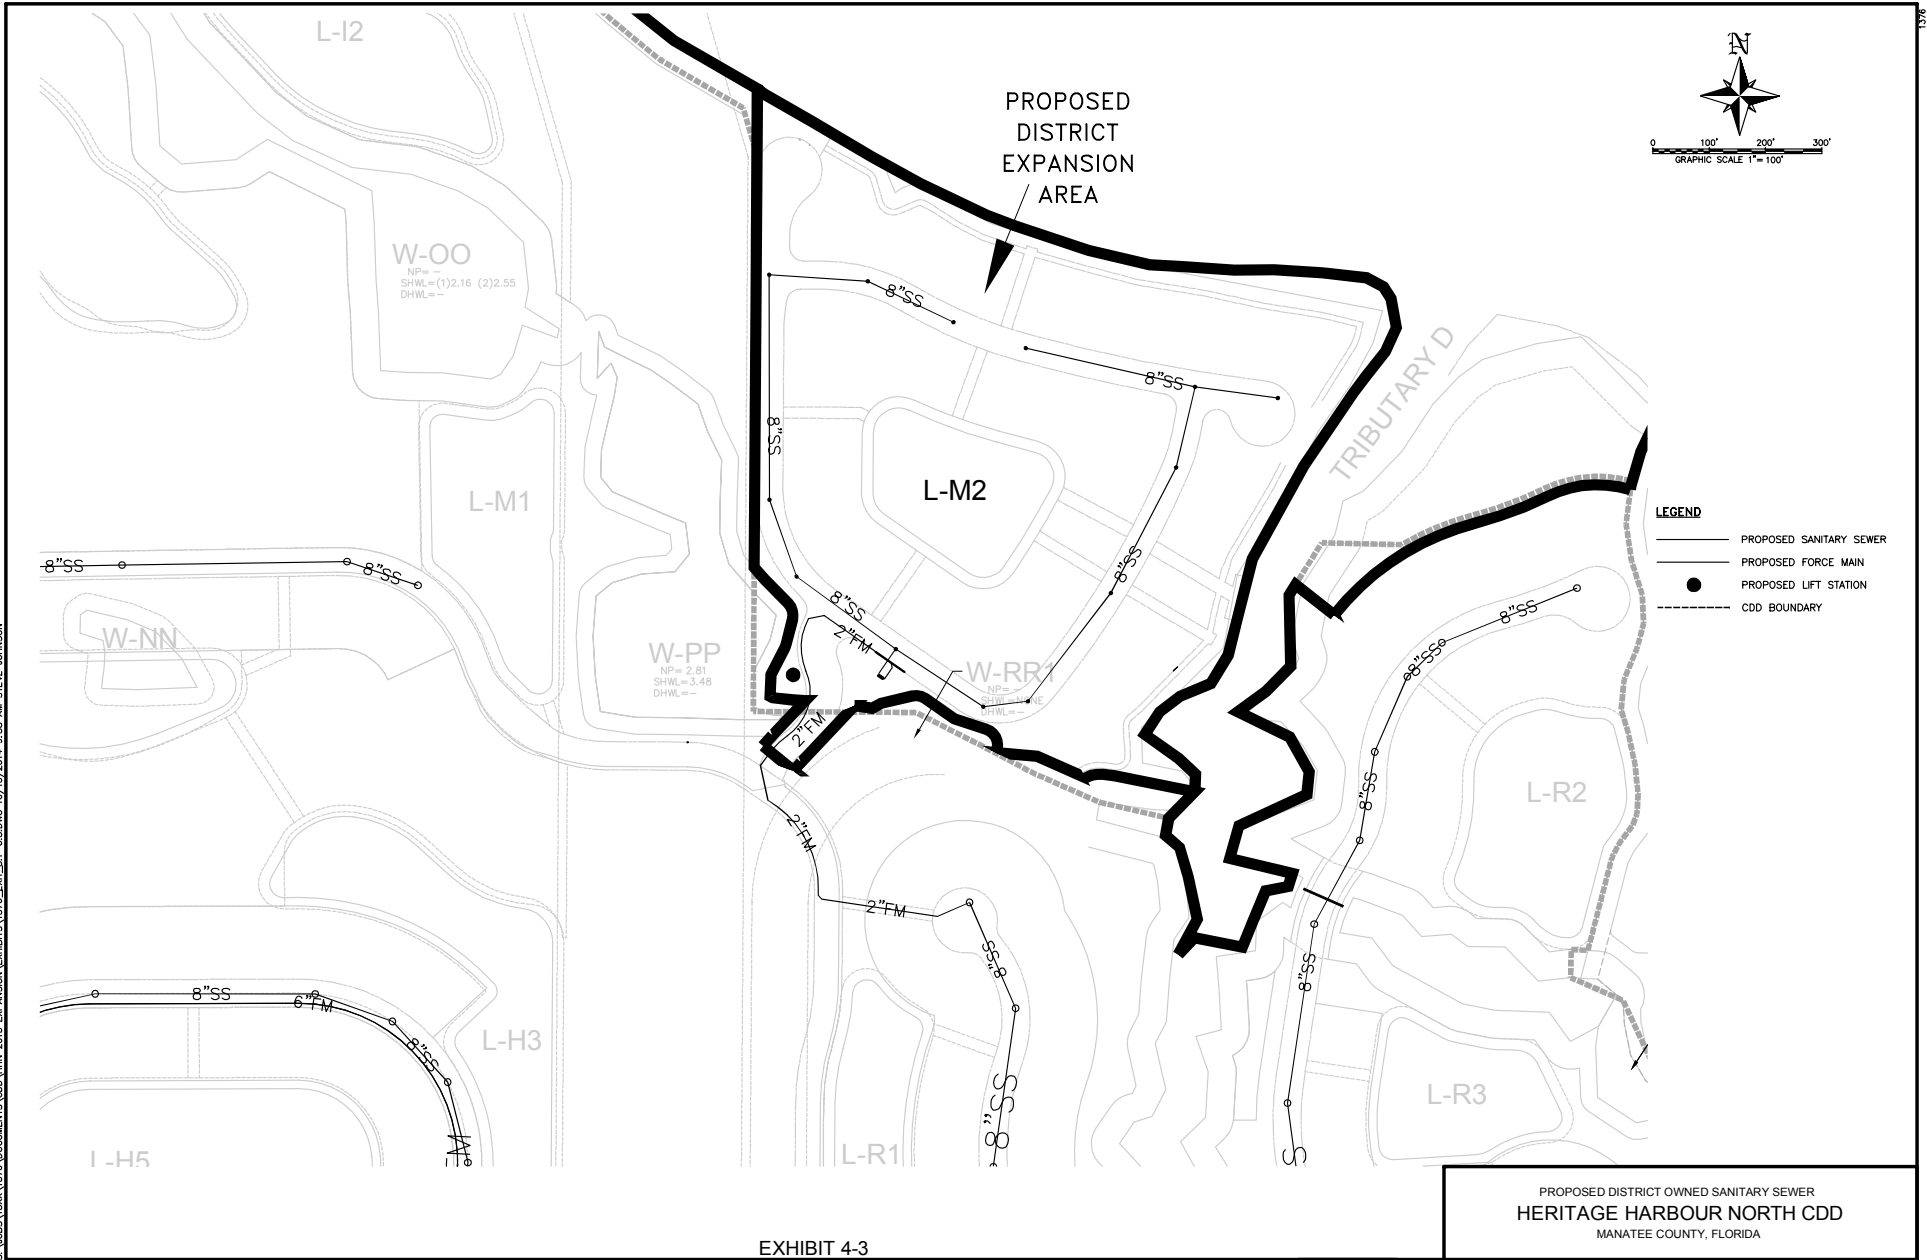 1376
L-I2
N
PROPOSED
DISTRICT
EXPANSION
AREA
0 100' 200' 300'
GRAPHIC SCALE 1"= 100'
W-OO
NP= -
SHWL=(1)2.16 (2)2.55
DHWL=-
8"SS
8"SS
TRIBUTARY D
8"SS
L-M2
L-M1
LEGEND
PROPOSED SANITARY SEWER
PROPOSED FORCE MAIN
PROPOSED LIFT STATION
CDD BOUNDARY
8"SS
8"SS
8"SS
8"SS
8"SS
2"FM
W-NN
W-PP
NP= 2.81
SHWL=3.48
DHWL=-
W-RR1
NP=
SHWL=NONE
DHWL=-
8"SS
2"FM
8"SS
L-R2
2"FM
2"FM
8"SS
8"SS
8"SS
6"FM
8"SS
L-H3
8"SS
L-R3
L-R1
L-H5
PROPOSED DISTRICT OWNED SANITARY SEWER
HERITAGE HARBOUR NORTH CDD
MANATEE COUNTY, FLORIDA
EXHIBIT 4-3